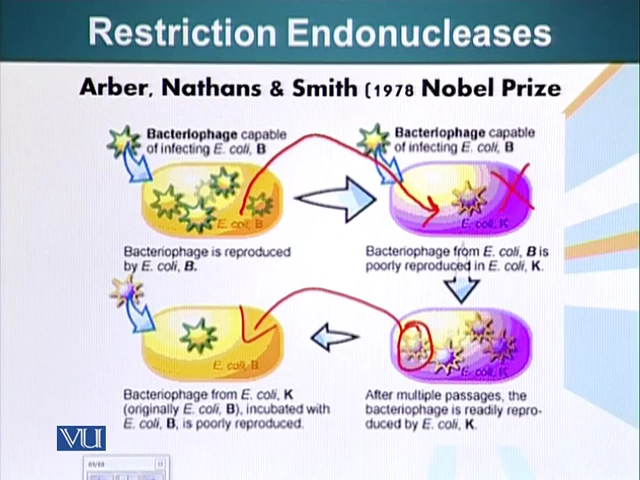 Restriction Endonucleases
Arber, Nathans & Smith (1978 Nobel Prize
Bacteriophage capable
of infecting E. coli, B
Bacteriophage capable
of infecting E. coli, B
E. coli, B
E. coli, K
Bacteriophage is reproduced
by E. coli, B.
Bacteriophage from E. coli, B is
poorly reproduced in E. coli, K.
E. coli, B
E. coli, K
Bacteriophage from E. coli, K
(originally E. coli, B), incubated with
E. coli, B, is poorly reproduced.
After multiple passages, the
bacteriophage is readily repro-
duced by E. coli, K.
VU